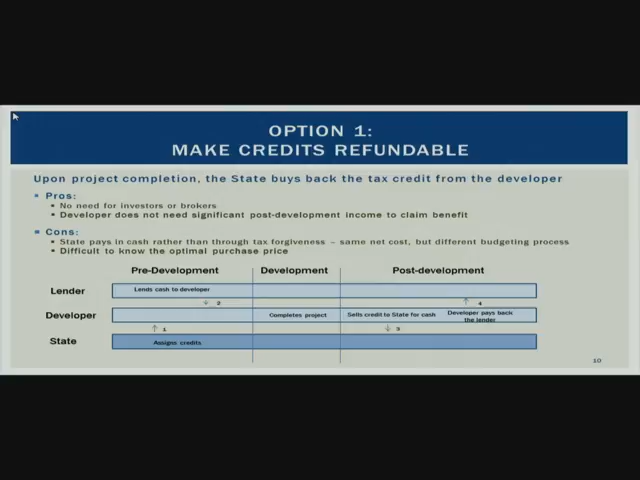 OPTION 1:
MAKE CREDITS REFUNDABLE
Upon project completion, the State buys back the tax credit from the developer
Pros:
No need for investors or brokers
Developer does not need significant post-development income to claim benefit
Cons:
State pays in cash rather than through tax forgiveness – same net cost, but different budgeting process
Difficult to know the optimal purchase price
Pre-Development Development Post-development
Lender Lends cash to developer
2 4
Developer Completes project Sells credit to State for cash Developer pays back
the lender
1 3
State Assigns credits
10